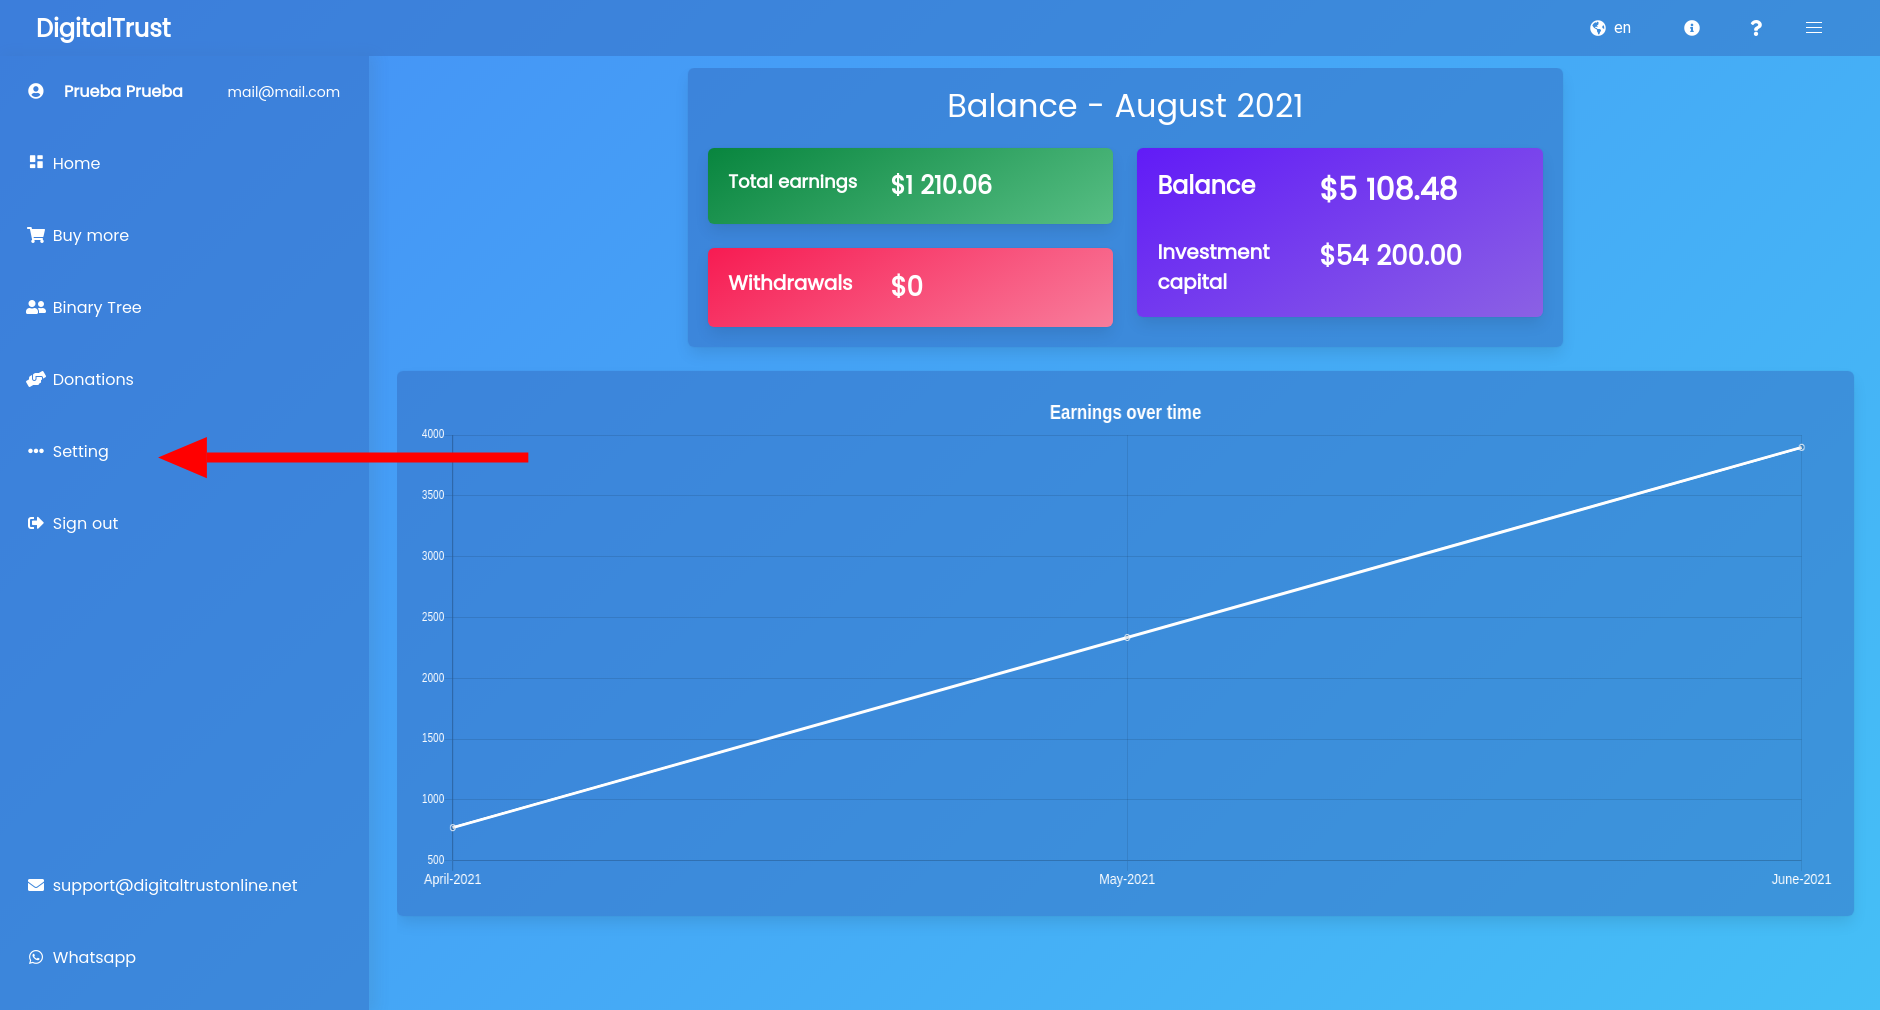 DigitalTrust
en
Prueba Prueba
mail@mail.com
Home
Buy more
Binary Tree
Donations
Setting
Sign out
support@digitaltrustonline.net
Whatsapp
Balance - August 2021
Total earnings
$1 210.06
Withdrawals
$0
Balance
$5 108.48
Investment
capital
$54 200.00
Earnings over time
4000
3500
3000
2500
2000
1500
1000
500
April-2021
May-2021
June-2021